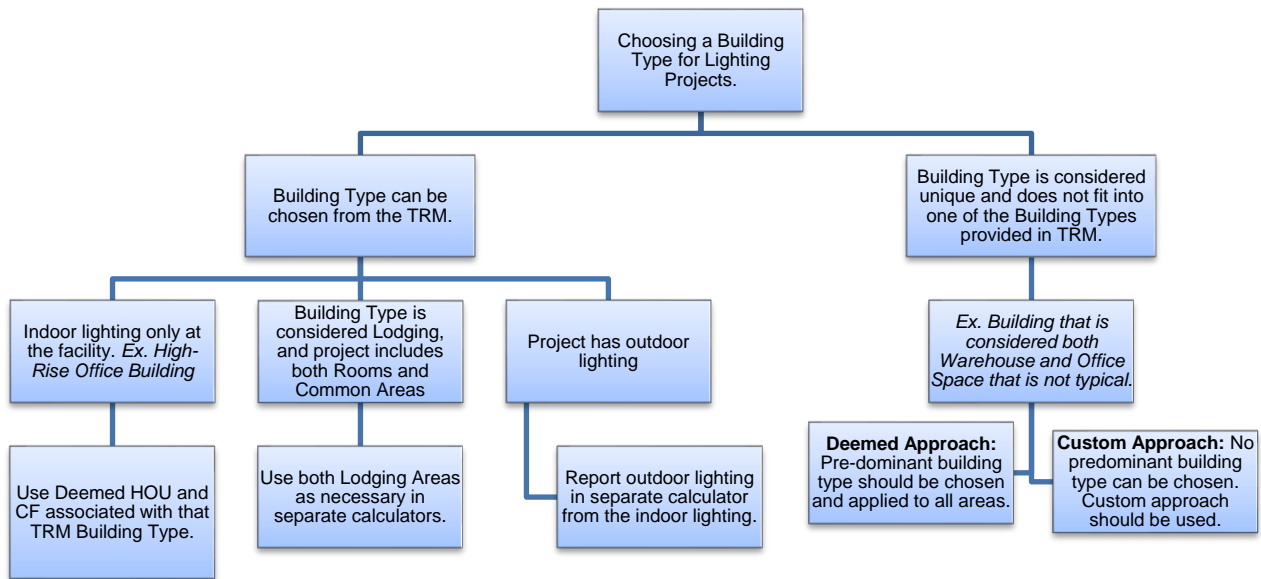 Choosing a Building
Type for Lighting
Projects.
Building Type can be
chosen from the TRM.
Building Type is considered
unique and does not fit into
one of the Building Types
provided in TRM.
Indoor lighting only at
the facility. Ex. High-
Rise Office Building
Building Type is
considered Lodging,
and project includes
both Rooms and
Common Areas
Project has outdoor
lighting
Ex. Building that is
considered both
Warehouse and Office
Space that is not typical.
Use Deemed HOU and
CF associated with that
TRM Building Type.
Use both Lodging Areas
as necessary in
separate calculators.
Report outdoor lighting
in separate calculator
from the indoor lighting.
Deemed Approach:
Pre-dominant building
type should be chosen
and applied to all areas.
Custom Approach: No
predominant building
type can be chosen.
Custom approach
should be used.